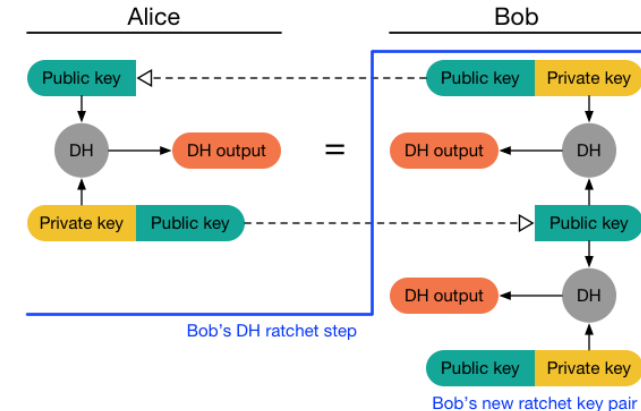 Alice
Bob
Public key
Public key
Private key
DH
DH output
=
DH output
DH
Private key
Public key
Public key
DH output
DH
Bob's DH ratchet step
Public key
Private key
Bob's new ratchet key pair